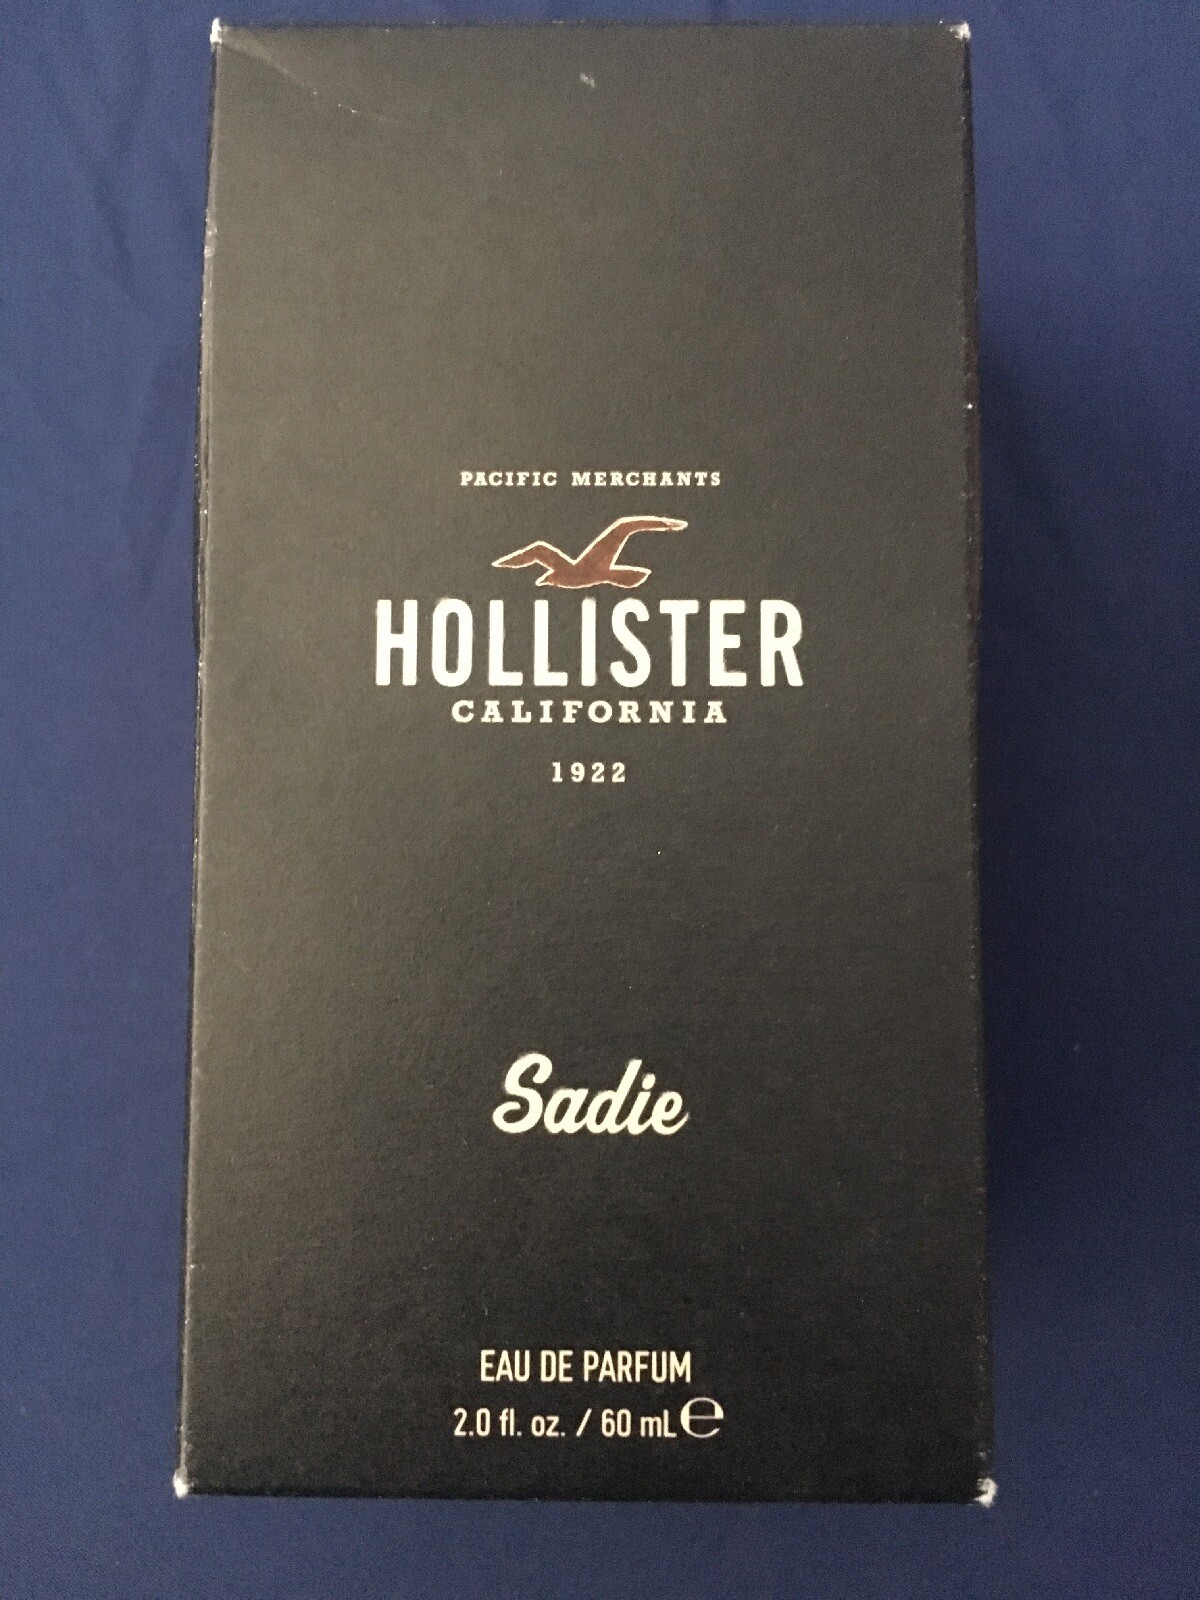 PACIFIC MERCHANTS
HOLLISTER
CALIFORNIA
1922
Sadie
EAU DE PARFUM
2.0 fl. oz. / 60 mL ℮